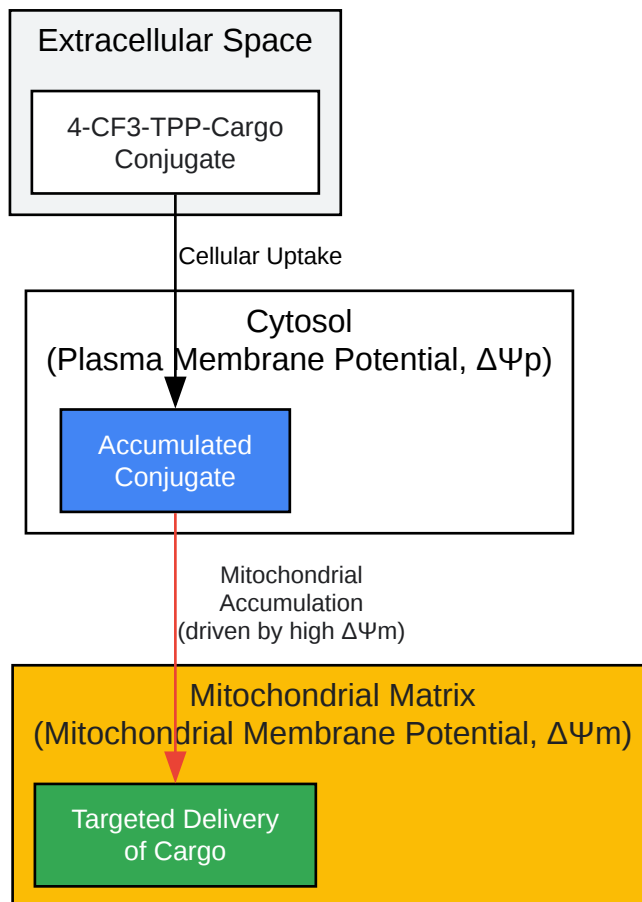 Extracellular Space
4-CF3-TPP-Cargo
Conjugate
Cellular Uptake
Cytosol
(Plasma Membrane Potential, ΔΨp)
Accumulated
Conjugate
Mitochondrial
Accumulation
(driven by high ΔΨm)
Mitochondrial Matrix
(Mitochondrial Membrane Potential, ΔΨm)
Targeted Delivery
of Cargo